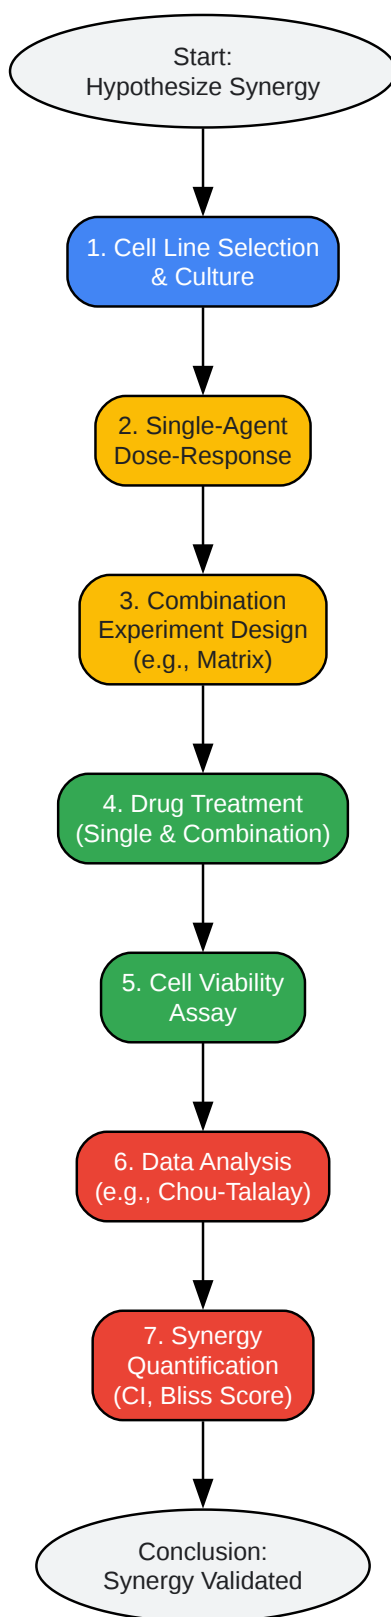 Start:
Hypothesize Synergy
1. Cell Line Selection
& Culture
2. Single-Agent
Dose-Response
3. Combination
Experiment Design
(e.g., Matrix)
4. Drug Treatment
(Single & Combination)
5. Cell Viability
Assay
6. Data Analysis
(e.g., Chou-Talalay)
7. Synergy
Quantification
(CI, Bliss Score)
Conclusion:
Synergy Validated